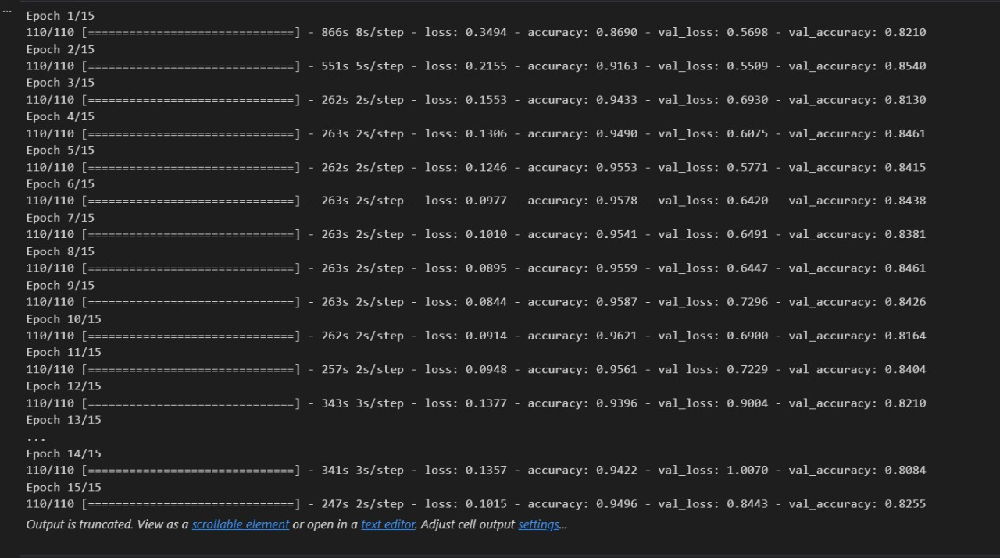 ...
Epoch 1/15
110/110 [==============================] - 866s 8s/step - loss: 0.3494 - accuracy: 0.8690 - val_loss: 0.5698 - val_accuracy: 0.8210
Epoch 2/15
110/110 [==============================] - 551s 5s/step - loss: 0.2155 - accuracy: 0.9163 - val_loss: 0.5509 - val_accuracy: 0.8540
Epoch 3/15
110/110 [==============================] - 262s 2s/step - loss: 0.1553 - accuracy: 0.9433 - val_loss: 0.6930 - val_accuracy: 0.8130
Epoch 4/15
110/110 [==============================] - 263s 2s/step - loss: 0.1306 - accuracy: 0.9490 - val_loss: 0.6075 - val_accuracy: 0.8461
Epoch 5/15
110/110 [==============================] - 262s 2s/step - loss: 0.1246 - accuracy: 0.9553 - val_loss: 0.5771 - val_accuracy: 0.8415
Epoch 6/15
110/110 [==============================] - 263s 2s/step - loss: 0.0977 - accuracy: 0.9578 - val_loss: 0.6420 - val_accuracy: 0.8438
Epoch 7/15
110/110 [==============================] - 263s 2s/step - loss: 0.1010 - accuracy: 0.9541 - val_loss: 0.6491 - val_accuracy: 0.8381
Epoch 8/15
110/110 [==============================] - 263s 2s/step - loss: 0.0895 - accuracy: 0.9559 - val_loss: 0.6447 - val_accuracy: 0.8461
Epoch 9/15
110/110 [==============================] - 263s 2s/step - loss: 0.0844 - accuracy: 0.9587 - val_loss: 0.7296 - val_accuracy: 0.8426
Epoch 10/15
110/110 [==============================] - 262s 2s/step - loss: 0.0914 - accuracy: 0.9621 - val_loss: 0.6900 - val_accuracy: 0.8164
Epoch 11/15
110/110 [==============================] - 257s 2s/step - loss: 0.0948 - accuracy: 0.9561 - val_loss: 0.7229 - val_accuracy: 0.8404
Epoch 12/15
110/110 [==============================] - 343s 3s/step - loss: 0.1377 - accuracy: 0.9396 - val_loss: 0.9004 - val_accuracy: 0.8210
Epoch 13/15
...
Epoch 14/15
110/110 [==============================] - 341s 3s/step - loss: 0.1357 - accuracy: 0.9422 - val_loss: 1.0070 - val_accuracy: 0.8084
Epoch 15/15
110/110 [==============================] - 247s 2s/step - loss: 0.1015 - accuracy: 0.9496 - val_loss: 0.8443 - val_accuracy: 0.8255
Output is truncated. View as a scrollable element or open in a text editor. Adjust cell output settings...